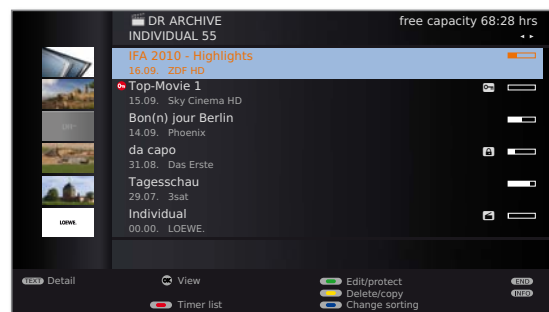 DR ARCHIVE
free capacity 68:28 hrs
INDIVIDUAL 55
IFA 2010 - Highlights
16.09. ZDF HD
Top-Movie 1
15.09. Sky Cinema HD
Bon(n) jour Berlin
14.09. Phoenix
da capo
31.08. Das Erste
Tagesschau
29.07. 3sat
Individual
00.00. LOEWE.
LOEWE.
TEXT Detail
OK View
Edit/protect
END
Delete/copy
INFO
Timer list
Change sorting